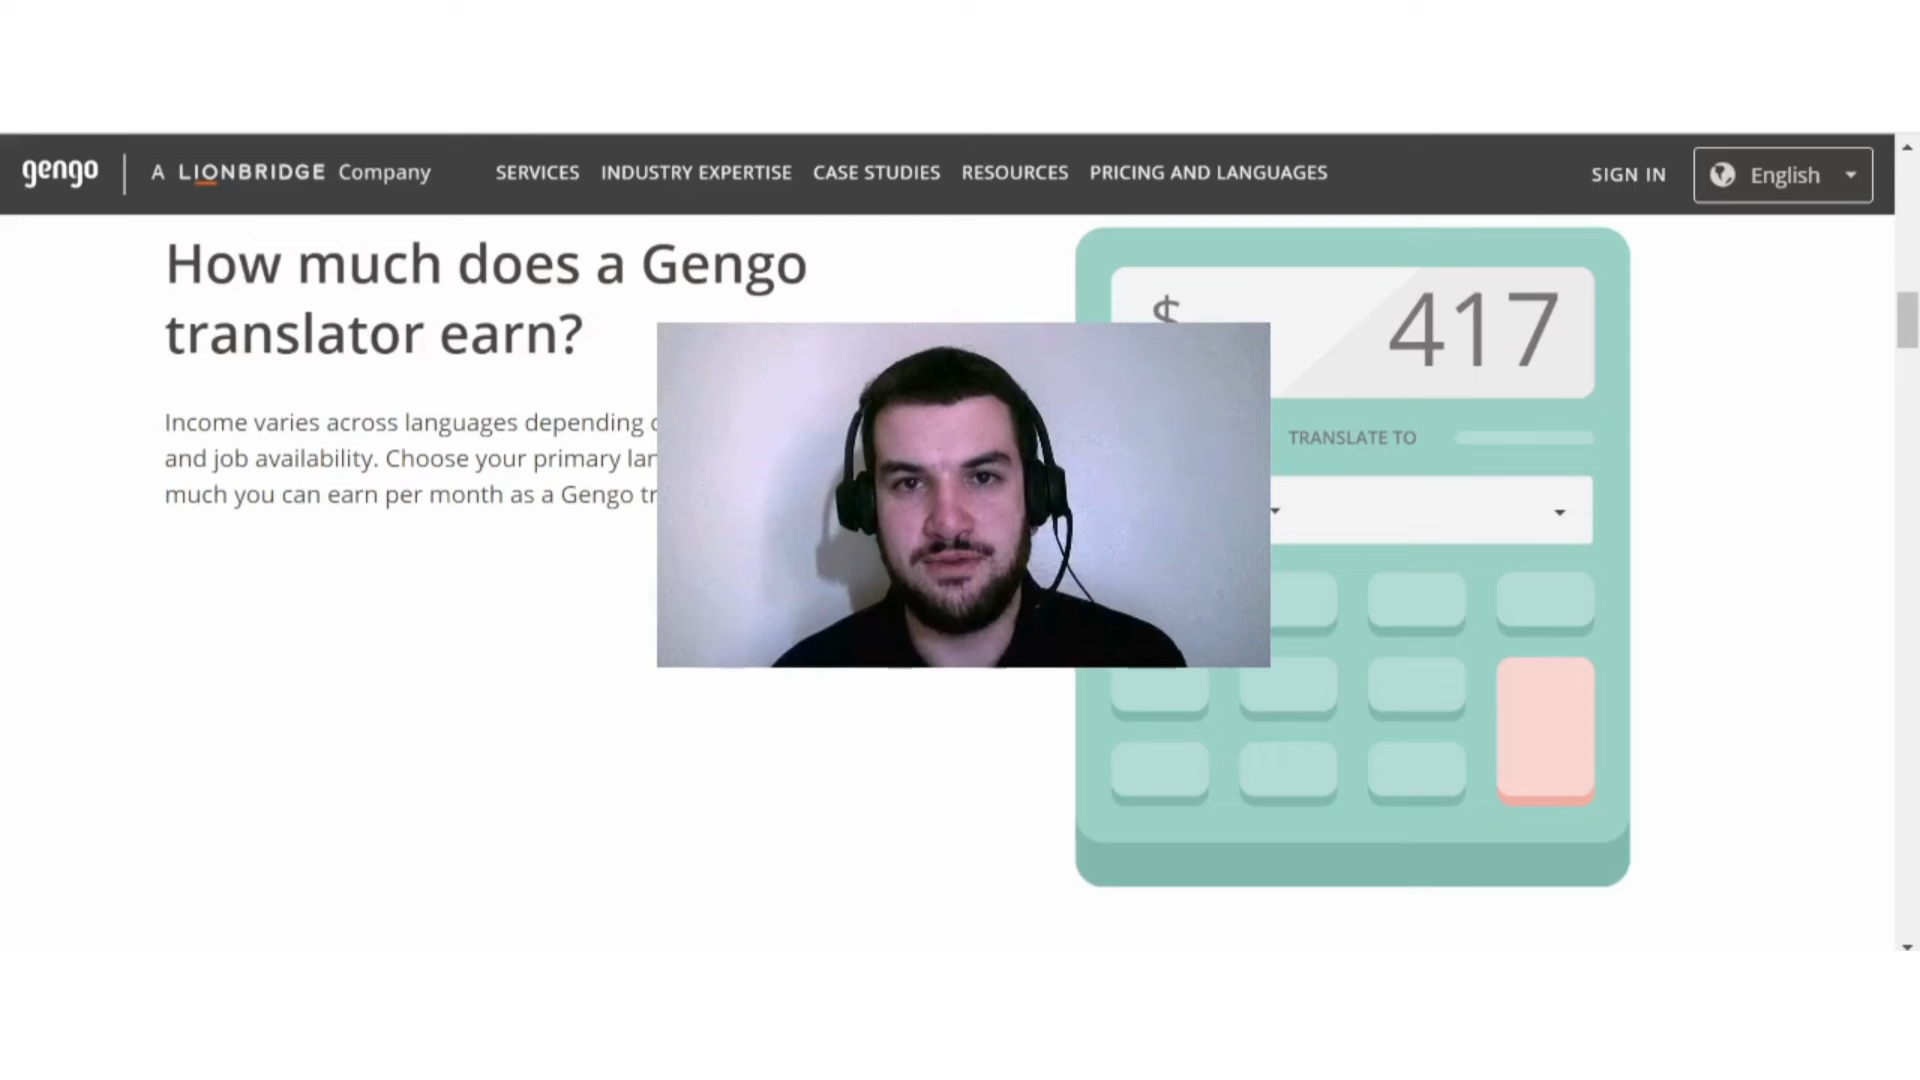 gengo A LIONBRIDGE Company SERVICES INDUSTRY EXPERTISE CASE STUDIES RESOURCES PRICING AND LANGUAGES SIGN IN English
How much does a Gengo
translator earn?
Income varies across languages depending
and job availability. Choose your primary
much you can earn per month as a Gengo
$ 417
TRANSLATE TO